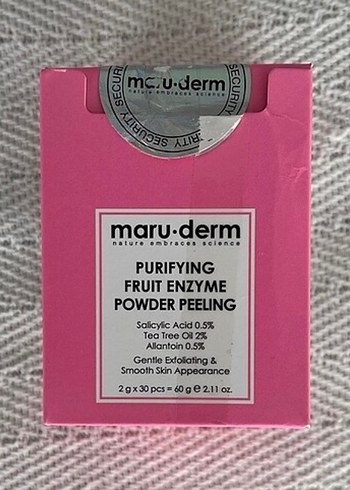 SECURITY SECURITY
maru·derm
nature embraces science
maru·derm
nature embraces science
PURIFYING
FRUIT ENZYME
POWDER PEELING
Salicylic Acid 0.5%
Tea Tree Oil 2%
Allantoin 0.5%
Gentle Exfoliating &
Smooth Skin Appearance
2 g x 30 pcs = 60 g e 2.11 oz.